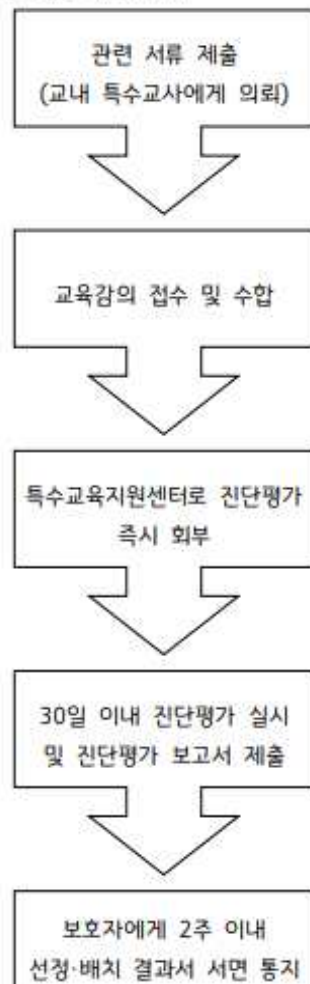 관련 서류 제출
(교내 특수교사에게 의뢰)
교육감의 접수 및 수합
특수교육지원센터로 진단평가
즉시 회부
30일 이내 진단평가 실시
및 진단평가 보고서 제출
보호자에게 2주 이내
선정·배치 결과서 서면 통지